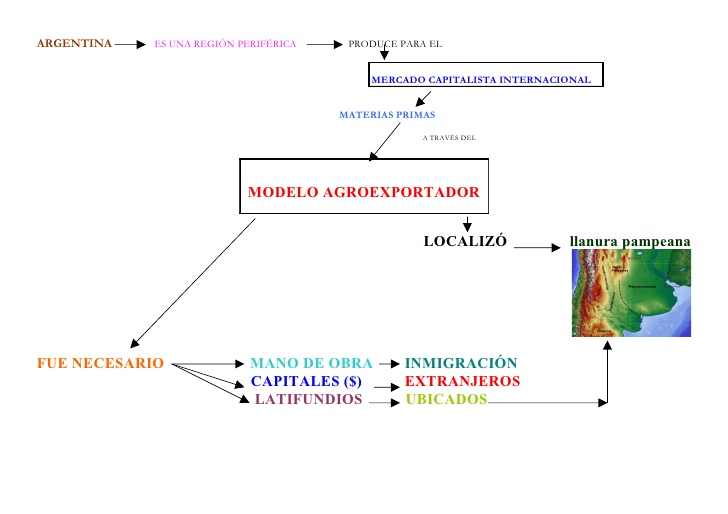 ARGENTINA ES UNA REGIÓN PERIFÉRICA PRODUCE PARA EL
MERCADO CAPITALISTA INTERNACIONAL
MATERIAS PRIMAS
A TRAVÉS DEL
MODELO AGROEXPORTADOR
LOCALIZÓ llanura pampeana
FUE NECESARIO MANO DE OBRA INMIGRACIÓN
CAPITALES ($) EXTRANJEROS
LATIFUNDIOS UBICADOS